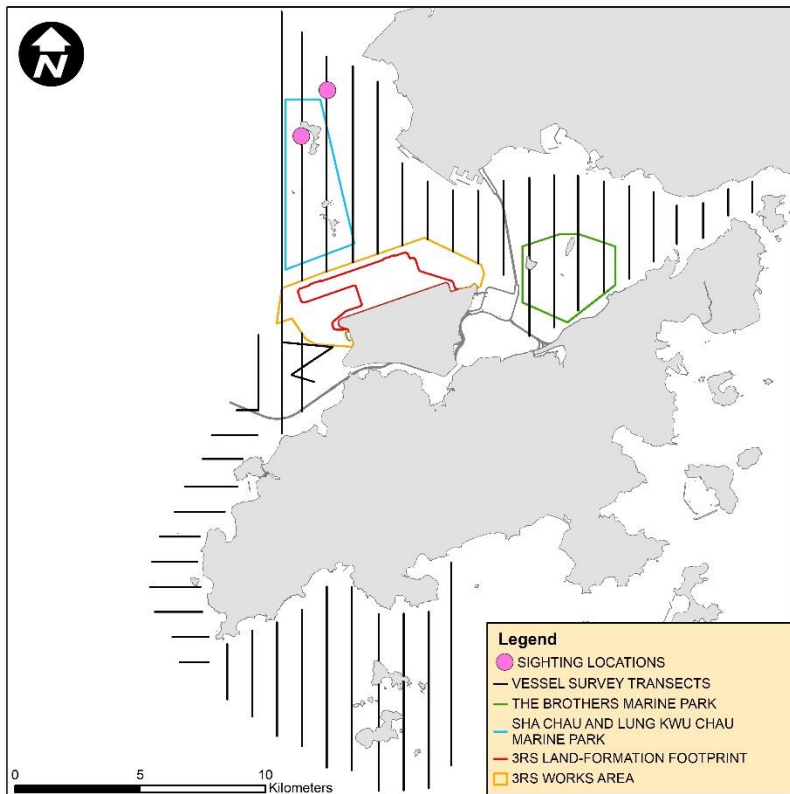 N
Legend
SIGHTING LOCATIONS
VESSEL SURVEY TRANSECTS
THE BROTHERS MARINE PARK
SHA CHAU AND LUNG KWU CHAU
MARINE PARK
3RS LAND-FORMATION FOOTPRINT
3RS WORKS AREA
0 5 10
Kilometers